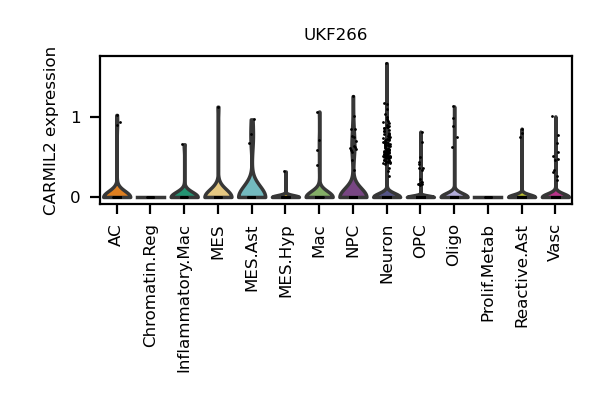 UKF266
CARMIL2 expression
1
0
AC
Chromatin.Reg
Inflammatory.Mac
MES
MES.Ast
MES.Hyp
Mac
NPC
Neuron
OPC
Oligo
Prolif.Metab
Reactive.Ast
Vasc